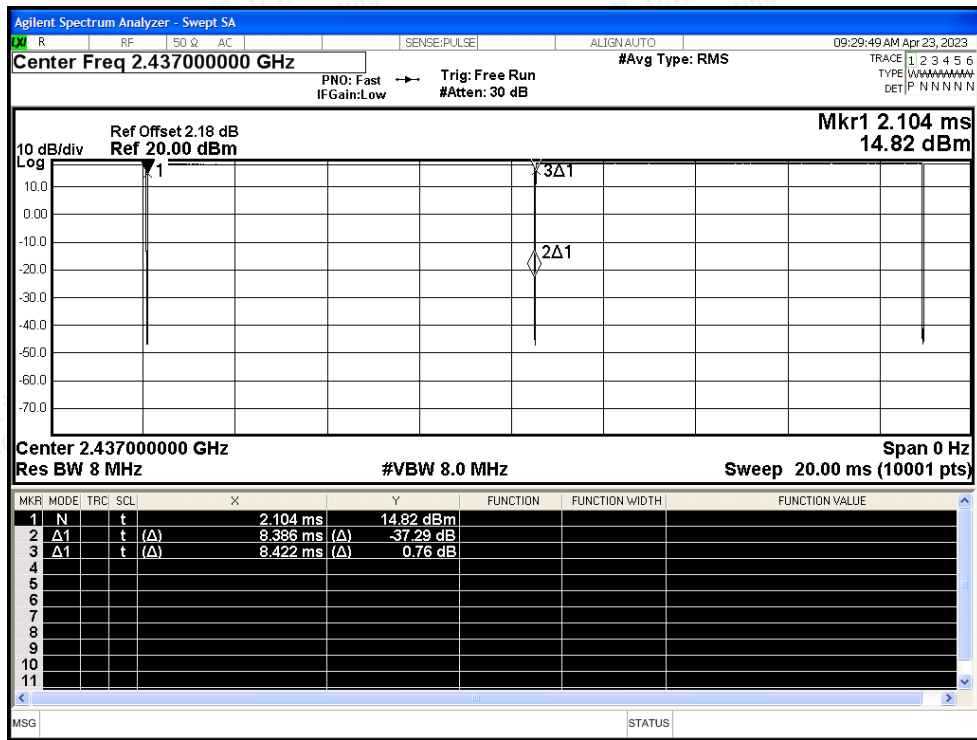 Agilent Spectrum Analyzer - Swept SA
LXI R RF 50 Ω AC SENSE:PULSE ALIGN AUTO 09:29:49 AM Apr 23, 2023
Center Freq 2.437000000 GHz #Avg Type: RMS TRACE 1 2 3 4 5 6
PNO: Fast Trig: Free Run TYPE WWWWWW
IFGain:Low #Atten: 30 dB DET P N N N N N
Mkr1 2.104 ms
14.82 dBm
Ref Offset 2.18 dB
10 dB/div Ref 20.00 dBm
Log
1
3Δ1
10.0
0.00
-10.0
2Δ1
-20.0
-30.0
-40.0
-50.0
-60.0
-70.0
Center 2.437000000 GHz Span 0 Hz
Res BW 8 MHz #VBW 8.0 MHz Sweep 20.00 ms (10001 pts)
MKR MODE TRC SCL X Y FUNCTION FUNCTION WIDTH FUNCTION VALUE
1 N t 2.104 ms 14.82 dBm
2 Δ1 t (Δ) 8.386 ms (Δ) -37.29 dB
3 Δ1 t (Δ) 8.422 ms (Δ) 0.76 dB
4
5
6
7
8
9
10
11
MSG STATUS